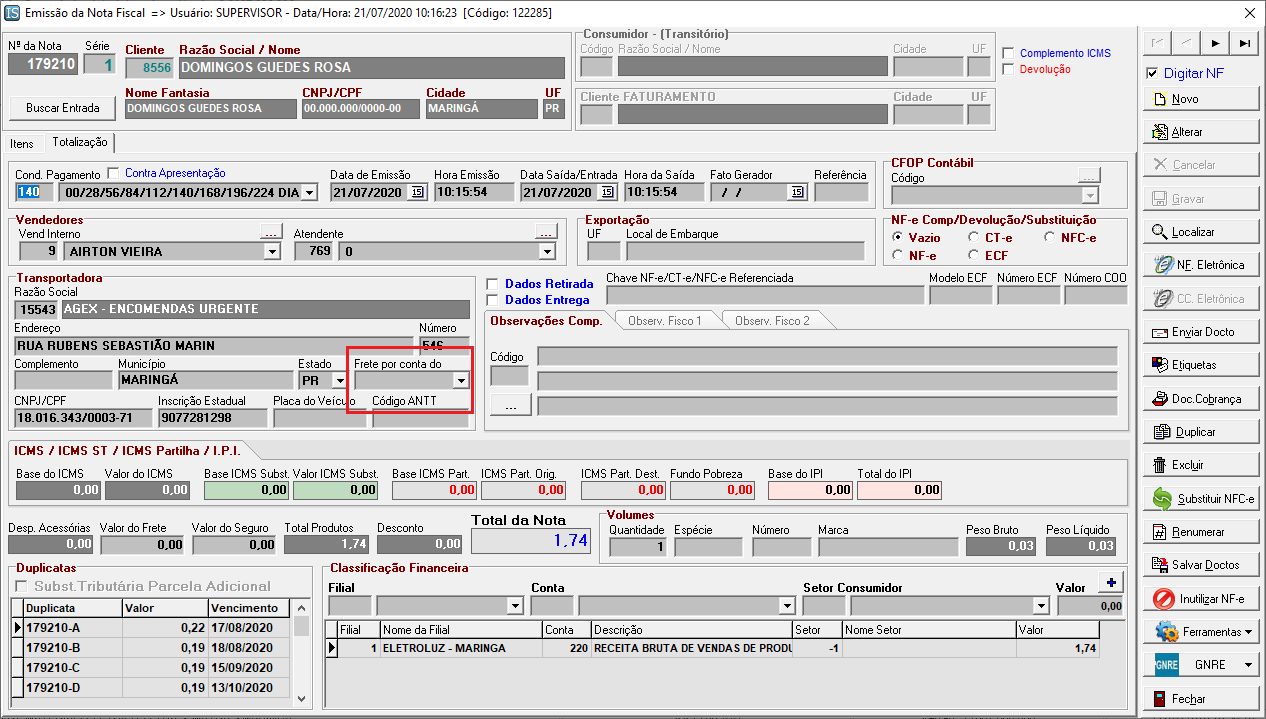 IS Emissão da Nota Fiscal => Usuário: SUPERVISOR - Data/Hora: 21/07/2020 10:16:23 [Código: 122285]
Nº da Nota Série Cliente Razão Social / Nome
179210 1 8556 DOMINGOS GUEDES ROSA
Buscar Entrada
Nome Fantasia CNPJ/CPF Cidade UF
DOMINGOS GUEDES ROSA 00.000.000/0000-00 MARINGÁ PR
Consumidor - (Transitório)
Código Razão Social / Nome Cidade UF
Cliente FATURAMENTO Cidade UF
Complemento ICMS
Devolução
Itens Totalização
Cond. Pagamento Contra Apresentação Data de Emissão Hora Emissão Data Saída/Entrada Hora da Saída Fato Gerador Referência
140 00/28/56/84/112/140/168/196/224 DIA 21/07/2020 15 10:15:54 21/07/2020 15 10:15:54 / / 15
CFOP Contábil
Código ...
Vendedores
Vend Interno ... Atendente ...
9 AIRTON VIEIRA 769 0
Exportação
UF Local de Embarque
NF-e Comp/Devolução/Substituição
Vazio CT-e NFC-e
NF-e ECF
Transportadora
Razão Social
15543 AGEX - ENCOMENDAS URGENTE
Endereço Número
RUA RUBENS SEBASTIÃO MARIN 546
Complemento Município Estado Frete por conta do
MARINGÁ PR
CNPJ/CPF Inscrição Estadual Placa do Veículo Código ANTT
18.016.343/0003-71 9077281298
Dados Retirada
Dados Entrega
Chave NF-e/CT-e/NFC-e Referenciada Modelo ECF Número ECF Número COO
Observações Comp. Observ. Fisco 1 Observ. Fisco 2
Código
...
ICMS / ICMS ST / ICMS Partilha / I.P.I.
Base do ICMS Valor do ICMS Base ICMS Subst. Valor ICMS Subst. Base ICMS Part. ICMS Part. Orig. ICMS Part. Dest. Fundo Pobreza Base do IPI Total do IPI
0,00 0,00 0,00 0,00 0,00 0,00 0,00 0,00 0,00 0,00
Desp. Acessórias Valor do Frete Valor do Seguro Total Produtos Desconto Total da Nota
0,00 0,00 0,00 1,74 0,00 1,74
Volumes
Quantidade Espécie Número Marca Peso Bruto Peso Líquido
1 0,03 0,03
Duplicatas
Subst.Tributária Parcela Adicional
Duplicata Valor Vencimento
179210-A 0,22 17/08/2020
179210-B 0,19 18/08/2020
179210-C 0,19 15/09/2020
179210-D 0,19 13/10/2020
Classificação Financeira
Filial Conta Setor Consumidor Valor +
0,00
Filial Nome da Filial Conta Descrição Setor Nome Setor Valor
1 ELETROLUZ - MARINGA 220 RECEITA BRUTA DE VENDAS DE PRODU -1 1,74
Digitar NF
Novo
Alterar
Cancelar
Gravar
Localizar
NF. Eletrônica
CC. Eletrônica
Enviar Docto
Etiquetas
Doc.Cobrança
Duplicar
Excluir
Substituir NFC-e
Renumerar
Salvar Doctos
Inutilizar NF-e
Ferramentas
GNRE GNRE
Fechar